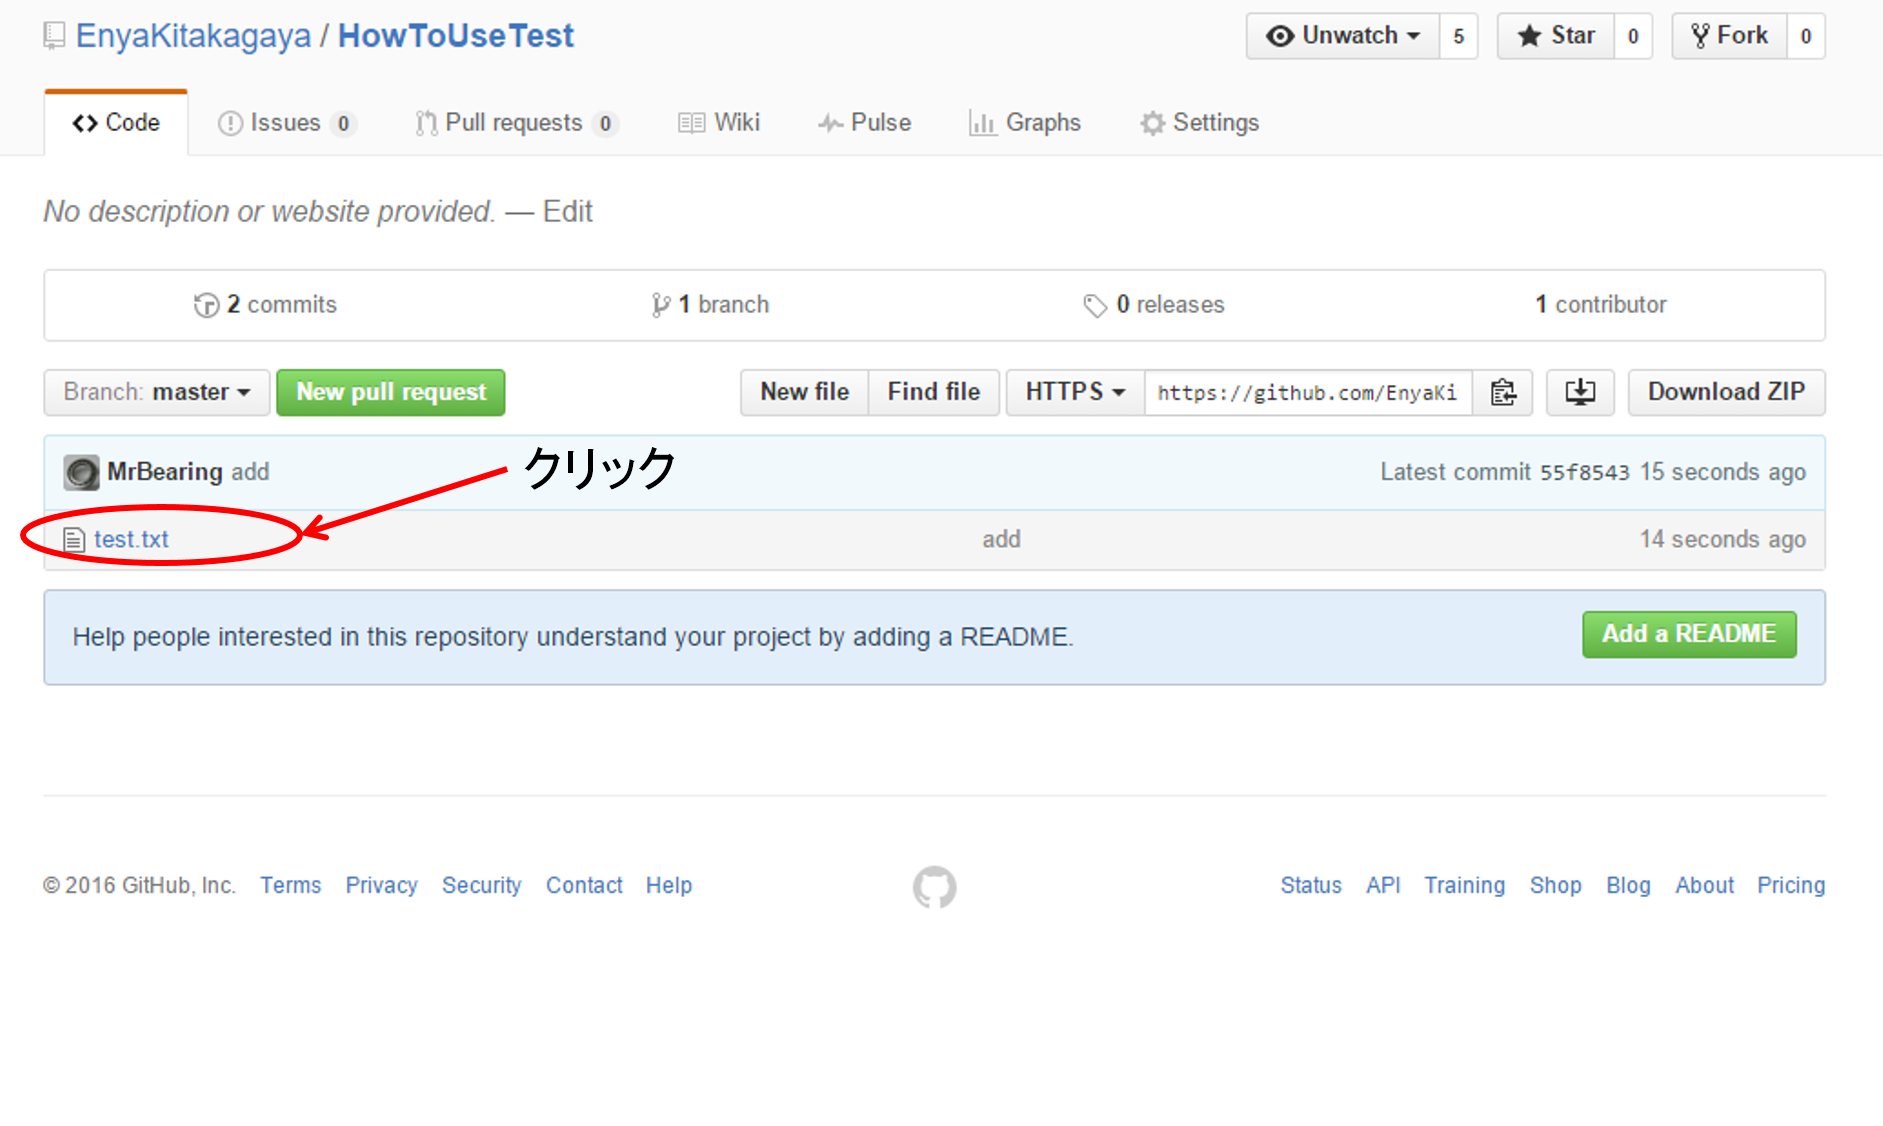 EnyaKitakagaya / HowToUseTest
Unwatch 5 Star 0 Fork 0
Code Issues 0 Pull requests 0 Wiki Pulse Graphs Settings
No description or website provided. — Edit
2 commits 1 branch 0 releases 1 contributor
Branch: master New pull request New file Find file HTTPS https://github.com/EnyaKi Download ZIP
MrBearing add クリック Latest commit 55f8543 15 seconds ago
test.txt add 14 seconds ago
Help people interested in this repository understand your project by adding a README. Add a README
© 2016 GitHub, Inc. Terms Privacy Security Contact Help Status API Training Shop Blog About Pricing